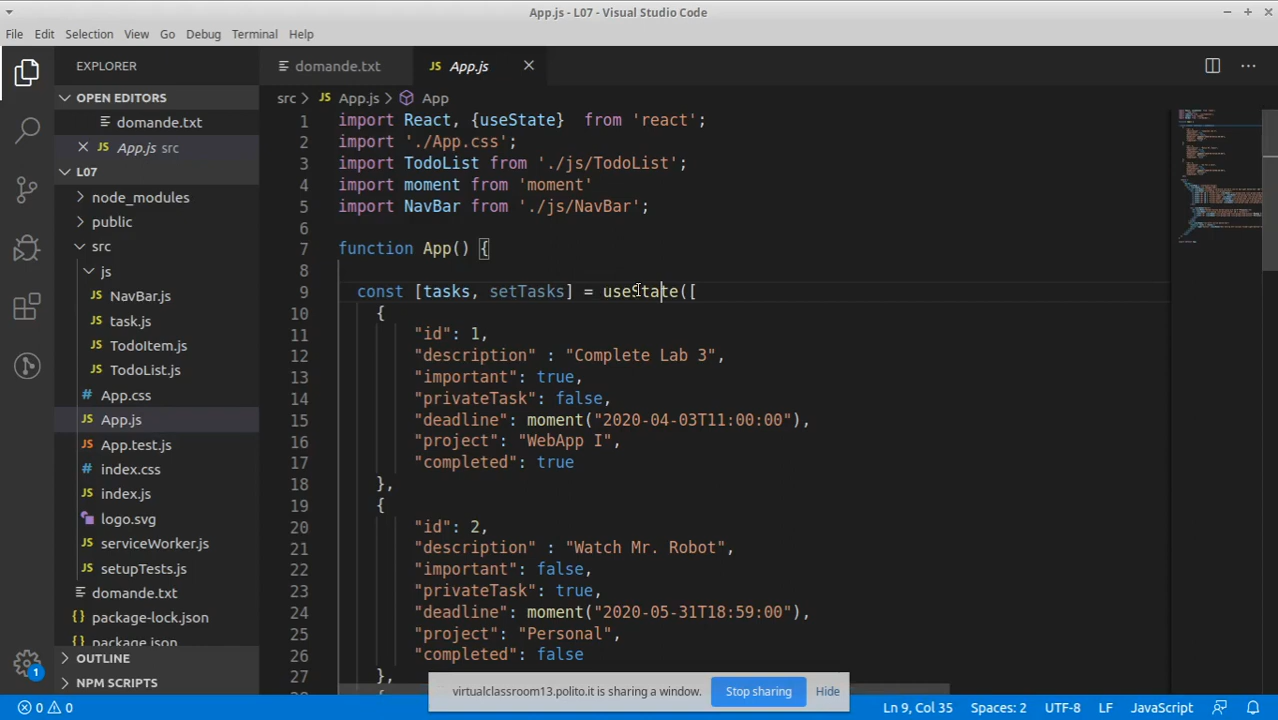 App.js - L07 - Visual Studio Code
File Edit Selection View Go Debug Terminal Help
EXPLORER
OPEN EDITORS
domande.txt
App.js src
L07
node_modules
public
src
js
NavBar.js
task.js
TodoItem.js
TodoList.js
App.css
App.js
App.test.js
index.css
index.js
logo.svg
serviceWorker.js
setupTests.js
domande.txt
package-lock.json
package.json
OUTLINE
NPM SCRIPTS
domande.txt JS App.js
src > JS App.js > App
1 import React, {useState} from 'react';
2 import './App.css';
3 import TodoList from './js/TodoList';
4 import moment from 'moment'
5 import NavBar from './js/NavBar';
6
7 function App() {
8
9 const [tasks, setTasks] = useState([
10 {
11 "id": 1,
12 "description" : "Complete Lab 3",
13 "important": true,
14 "privateTask": false,
15 "deadline": moment("2020-04-03T11:00:00"),
16 "project": "WebApp I",
17 "completed": true
18 },
19 {
20 "id": 2,
21 "description" : "Watch Mr. Robot",
22 "important": false,
23 "privateTask": true,
24 "deadline": moment("2020-05-31T18:59:00"),
25 "project": "Personal",
26 "completed": false
27 },
virtualclassroom13.polito.it is sharing a window. Stop sharing Hide
1
0 0 Ln 9, Col 35 Spaces: 2 UTF-8 LF JavaScript